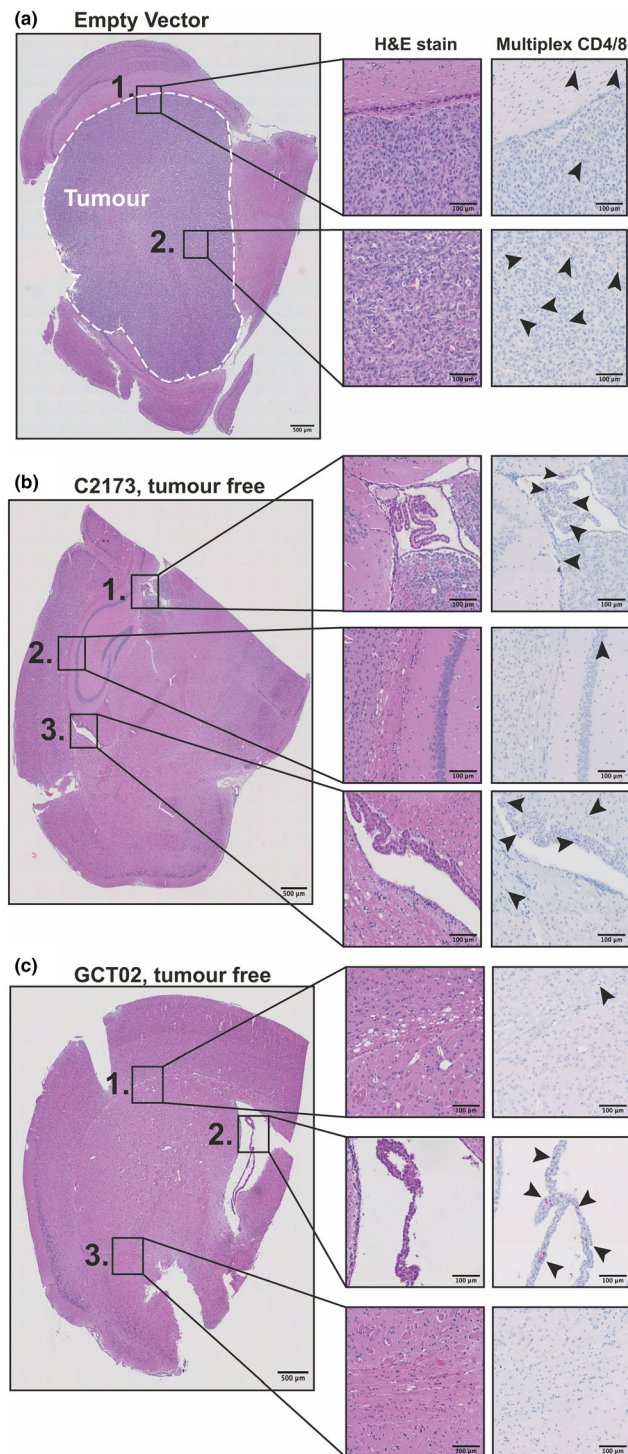 (a) Empty Vector
H&E stain
Multiplex CD4/8
1.
Tumour
2.
500 µm
100 µm
100 µm
100 µm
100 µm
(b) C2173, tumour free
1.
2.
3.
500 µm
100 µm
100 µm
100 µm
100 µm
100 µm
100 µm
(c) GCT02, tumour free
1.
2.
3.
500 µm
100 µm
100 µm
100 µm
100 µm
100 µm
100 µm